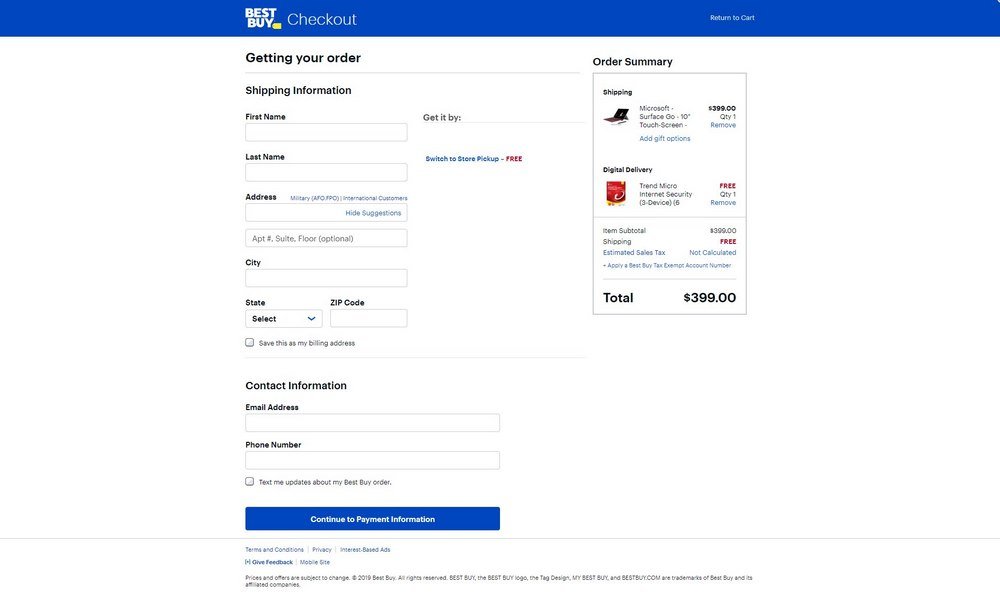 BEST
BUY
Checkout
Return to Cart
Getting your order
Shipping Information
First Name
Get it by:
Last Name
Switch to Store Pickup – FREE
Address
Military (AFO,FPO) | International Customers
Hide Suggestions
Apt #, Suite, Floor (optional)
City
State
ZIP Code
Select
Save this as my billing address
Contact Information
Email Address
Phone Number
Text me updates about my Best Buy order.
Continue to Payment Information
Order Summary
Shipping
Microsoft - $399.00
Surface Go - 10" Qty 1
Touch-Screen - Remove
Add gift options
Digital Delivery
Trend Micro FREE
Internet Security Qty 1
(3-Device) (6 Remove
Item Subtotal $399.00
Shipping FREE
Estimated Sales Tax Not Calculated
+ Apply a Best Buy Tax Exempt Account Number
Total $399.00
Terms and Conditions | Privacy | Interest-Based Ads
[+] Give Feedback | Mobile Site
Prices and offers are subject to change. © 2019 Best Buy. All rights reserved. BEST BUY, the BEST BUY logo, the Tag Design, MY BEST BUY, and BESTBUY.COM are trademarks of Best Buy and its
affiliated companies.